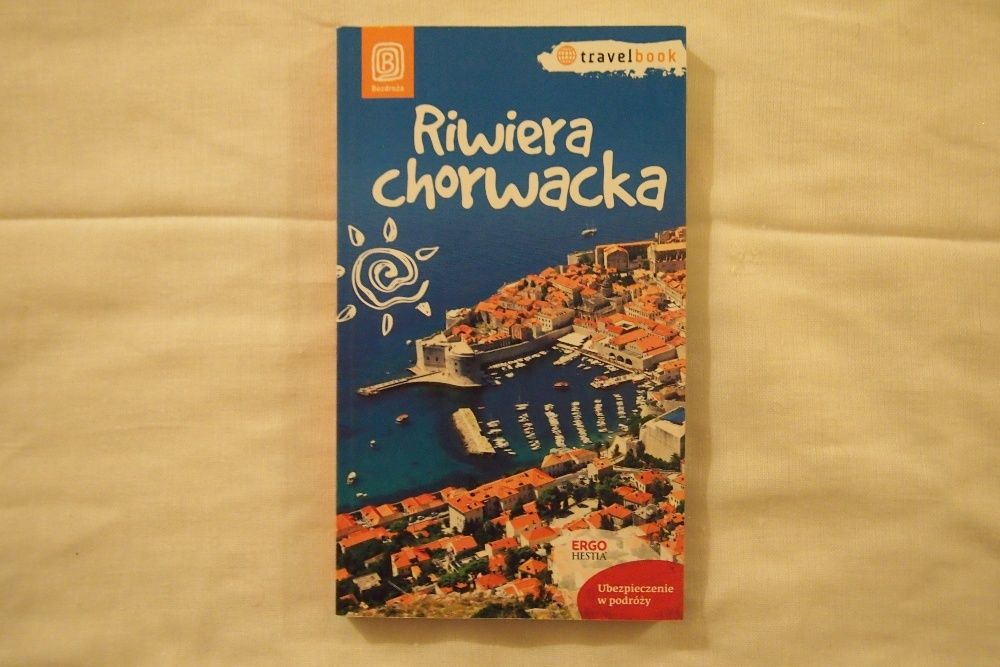 B
Bezdroża
travelbook
Riwiera
chorwacka
ERGO
HESTIA®
Ubezpieczenie
w podróży